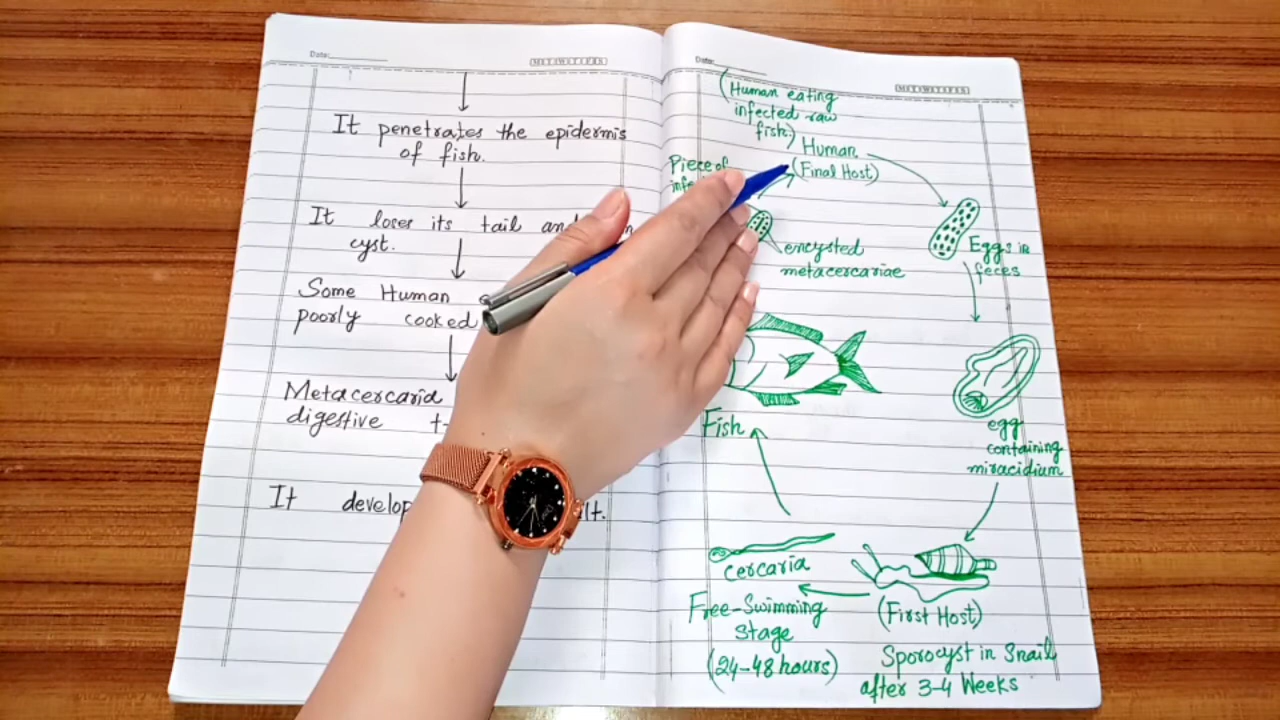 Date:
It penetrates the epidermis
of fish.
It loses its tail and
cyst.
Some Human
poorly cooked
Metacercaria
digestive
It develop
Date:
(Human eating
infected raw
fish)
Human
(Final Host)
Piece of
encysted
metacercariae
Eggs in
feces
egg
containing
miracidium
Fish
Cercaria
Free-Swimming
Stage
(24-48 hours)
(First Host)
Sporocyst in Snail
after 3-4 Weeks